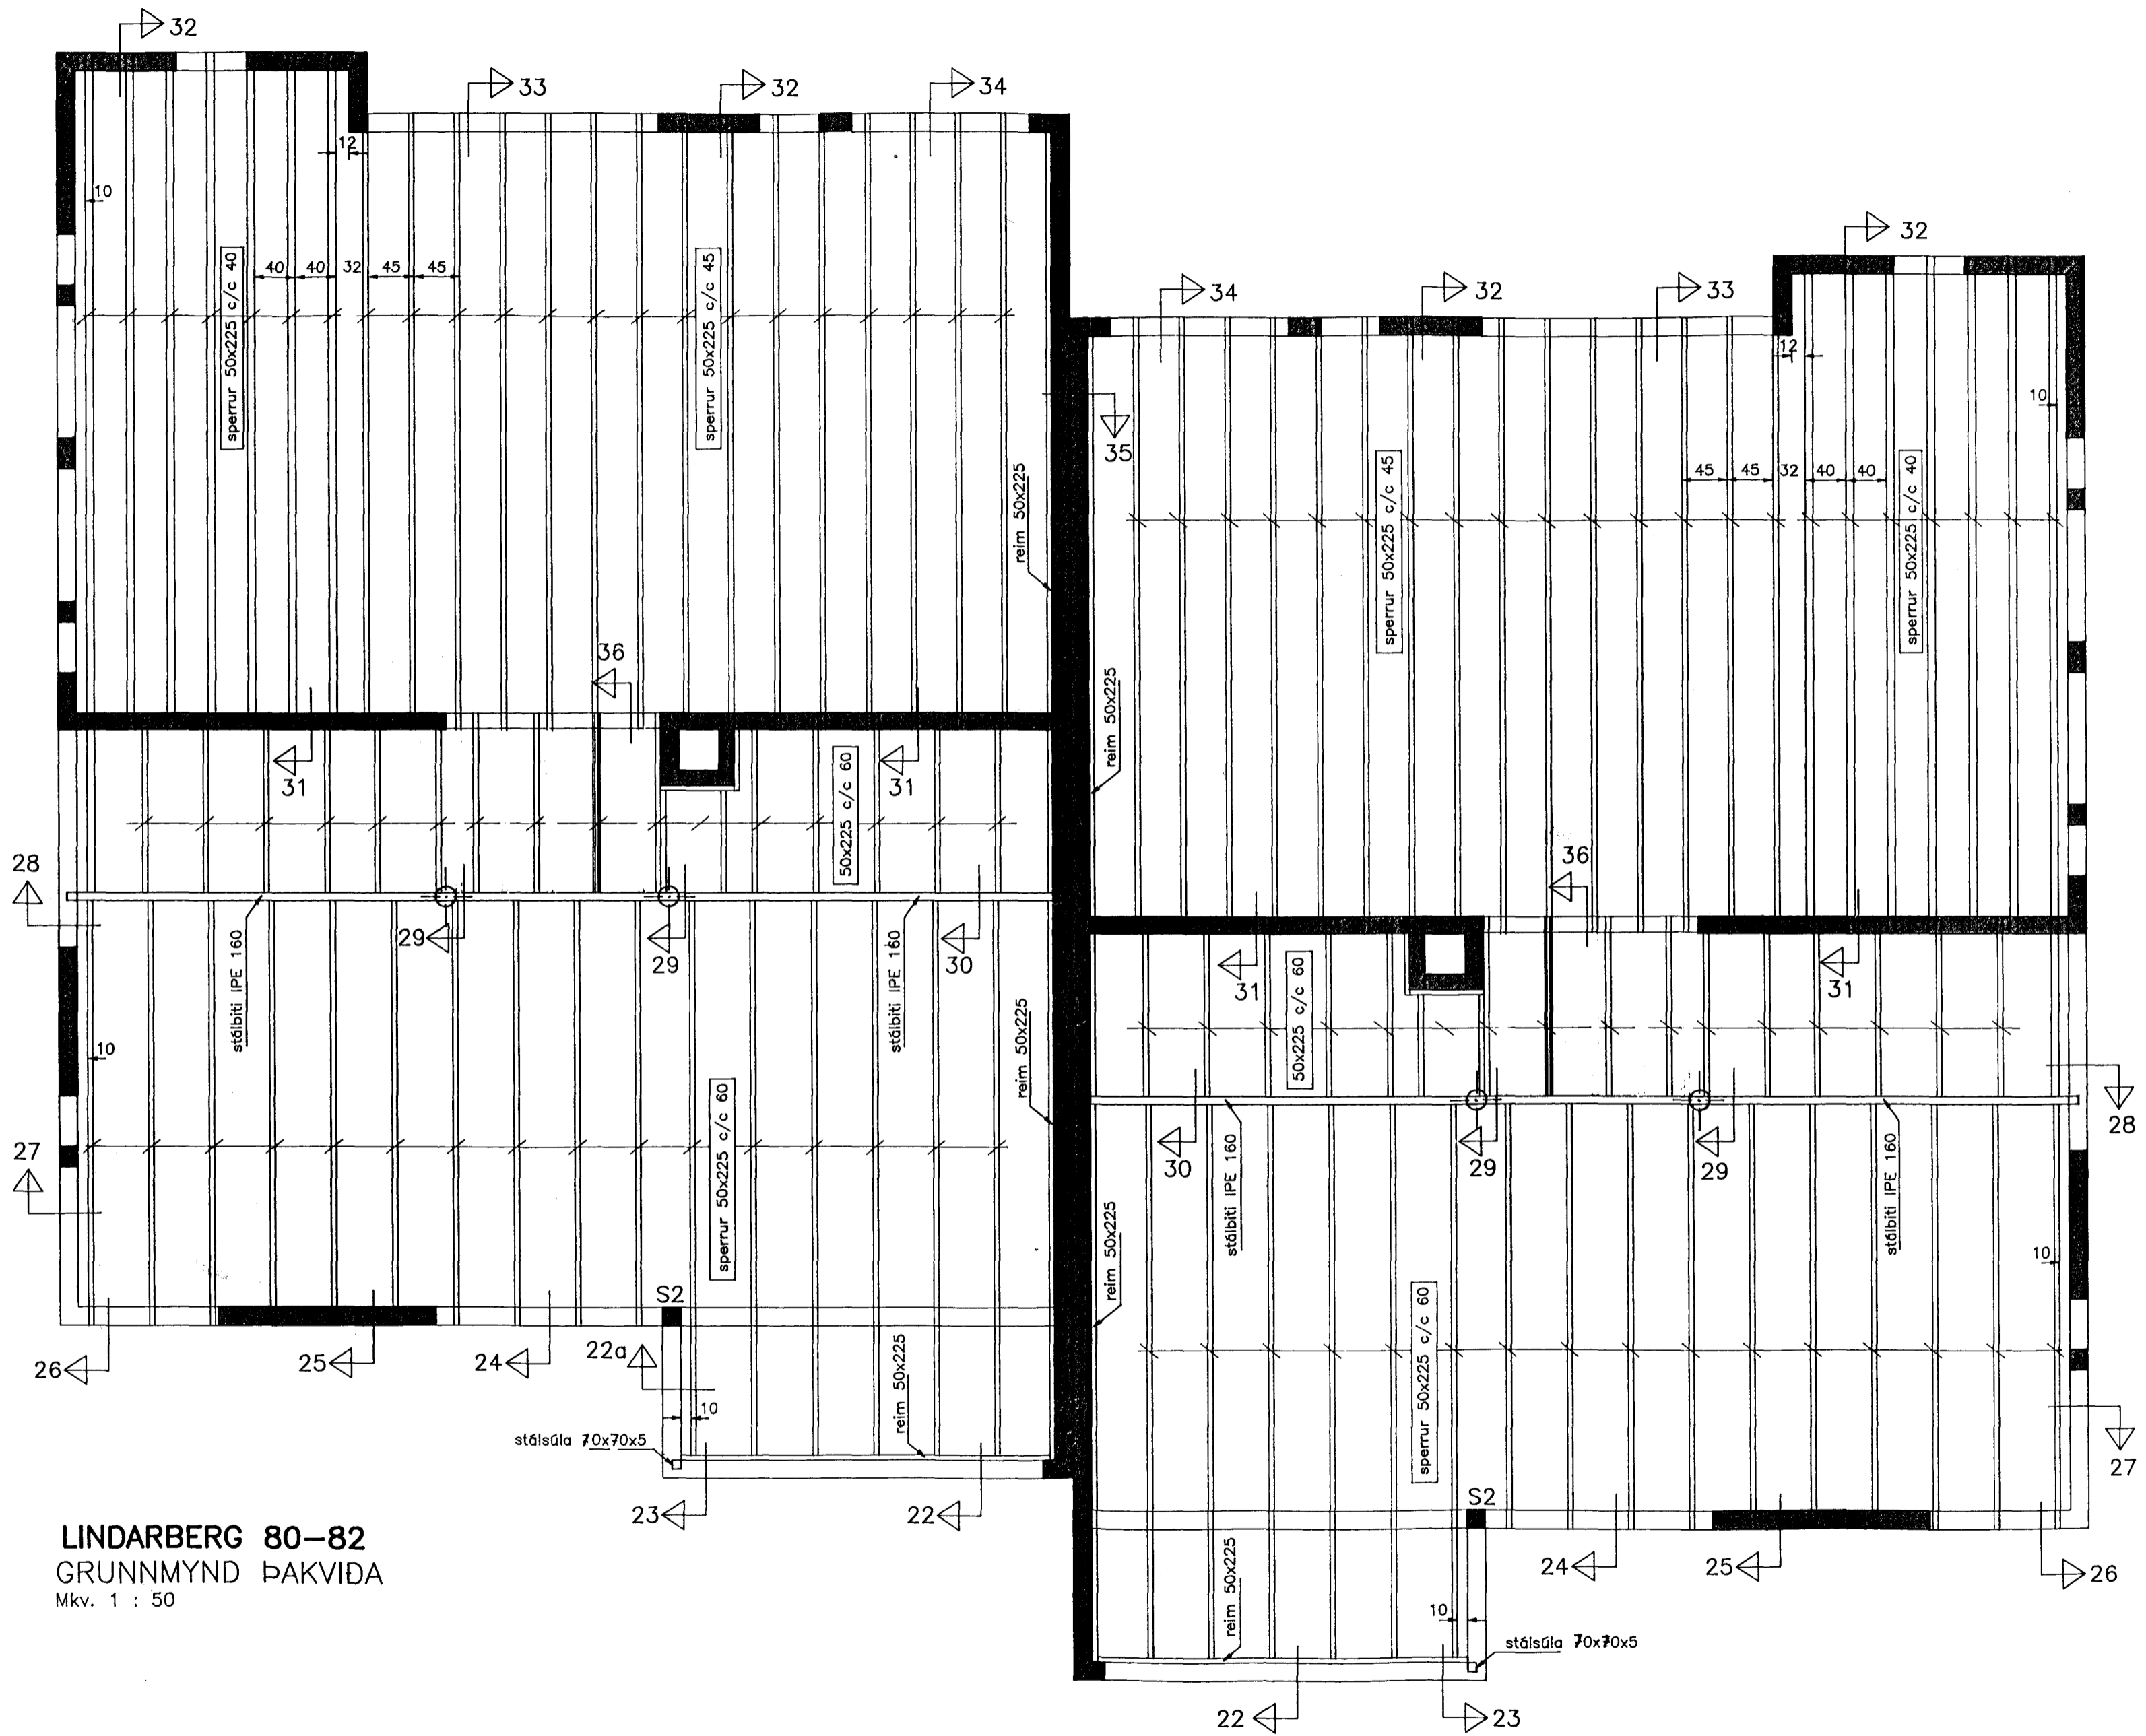 32
33
32
34
12
10
sperrur 50x225 c/c 40
40
40
32
45
45
sperrur 50x225 c/c 45
reim 50x225
36
31
31
50x225 c/c 60
28
29
29
30
stálbiti IPE 160
stálbiti IPE 160
10
reim 50x225
27
sperrur 50x225 c/c 60
S2
26
25
24
22a
10
reim 50x225
stálsúla 70x70x5
23
22
32
34
32
33
12
10
35
sperrur 50x225 c/c 45
45
45
32
40
40
sperrur 50x225 c/c 40
reim 50x225
36
31
31
50x225 c/c 60
28
30
29
29
stálbiti IPE 160
stálbiti IPE 160
reim 50x225
10
sperrur 50x225 c/c 60
27
S2
24
25
26
reim 50x225
10
stálsúla 70x70x5
22
23
LINDARBERG 80-82
GRUNNMYND ÞAKVIÐA
Mkv. 1 : 50